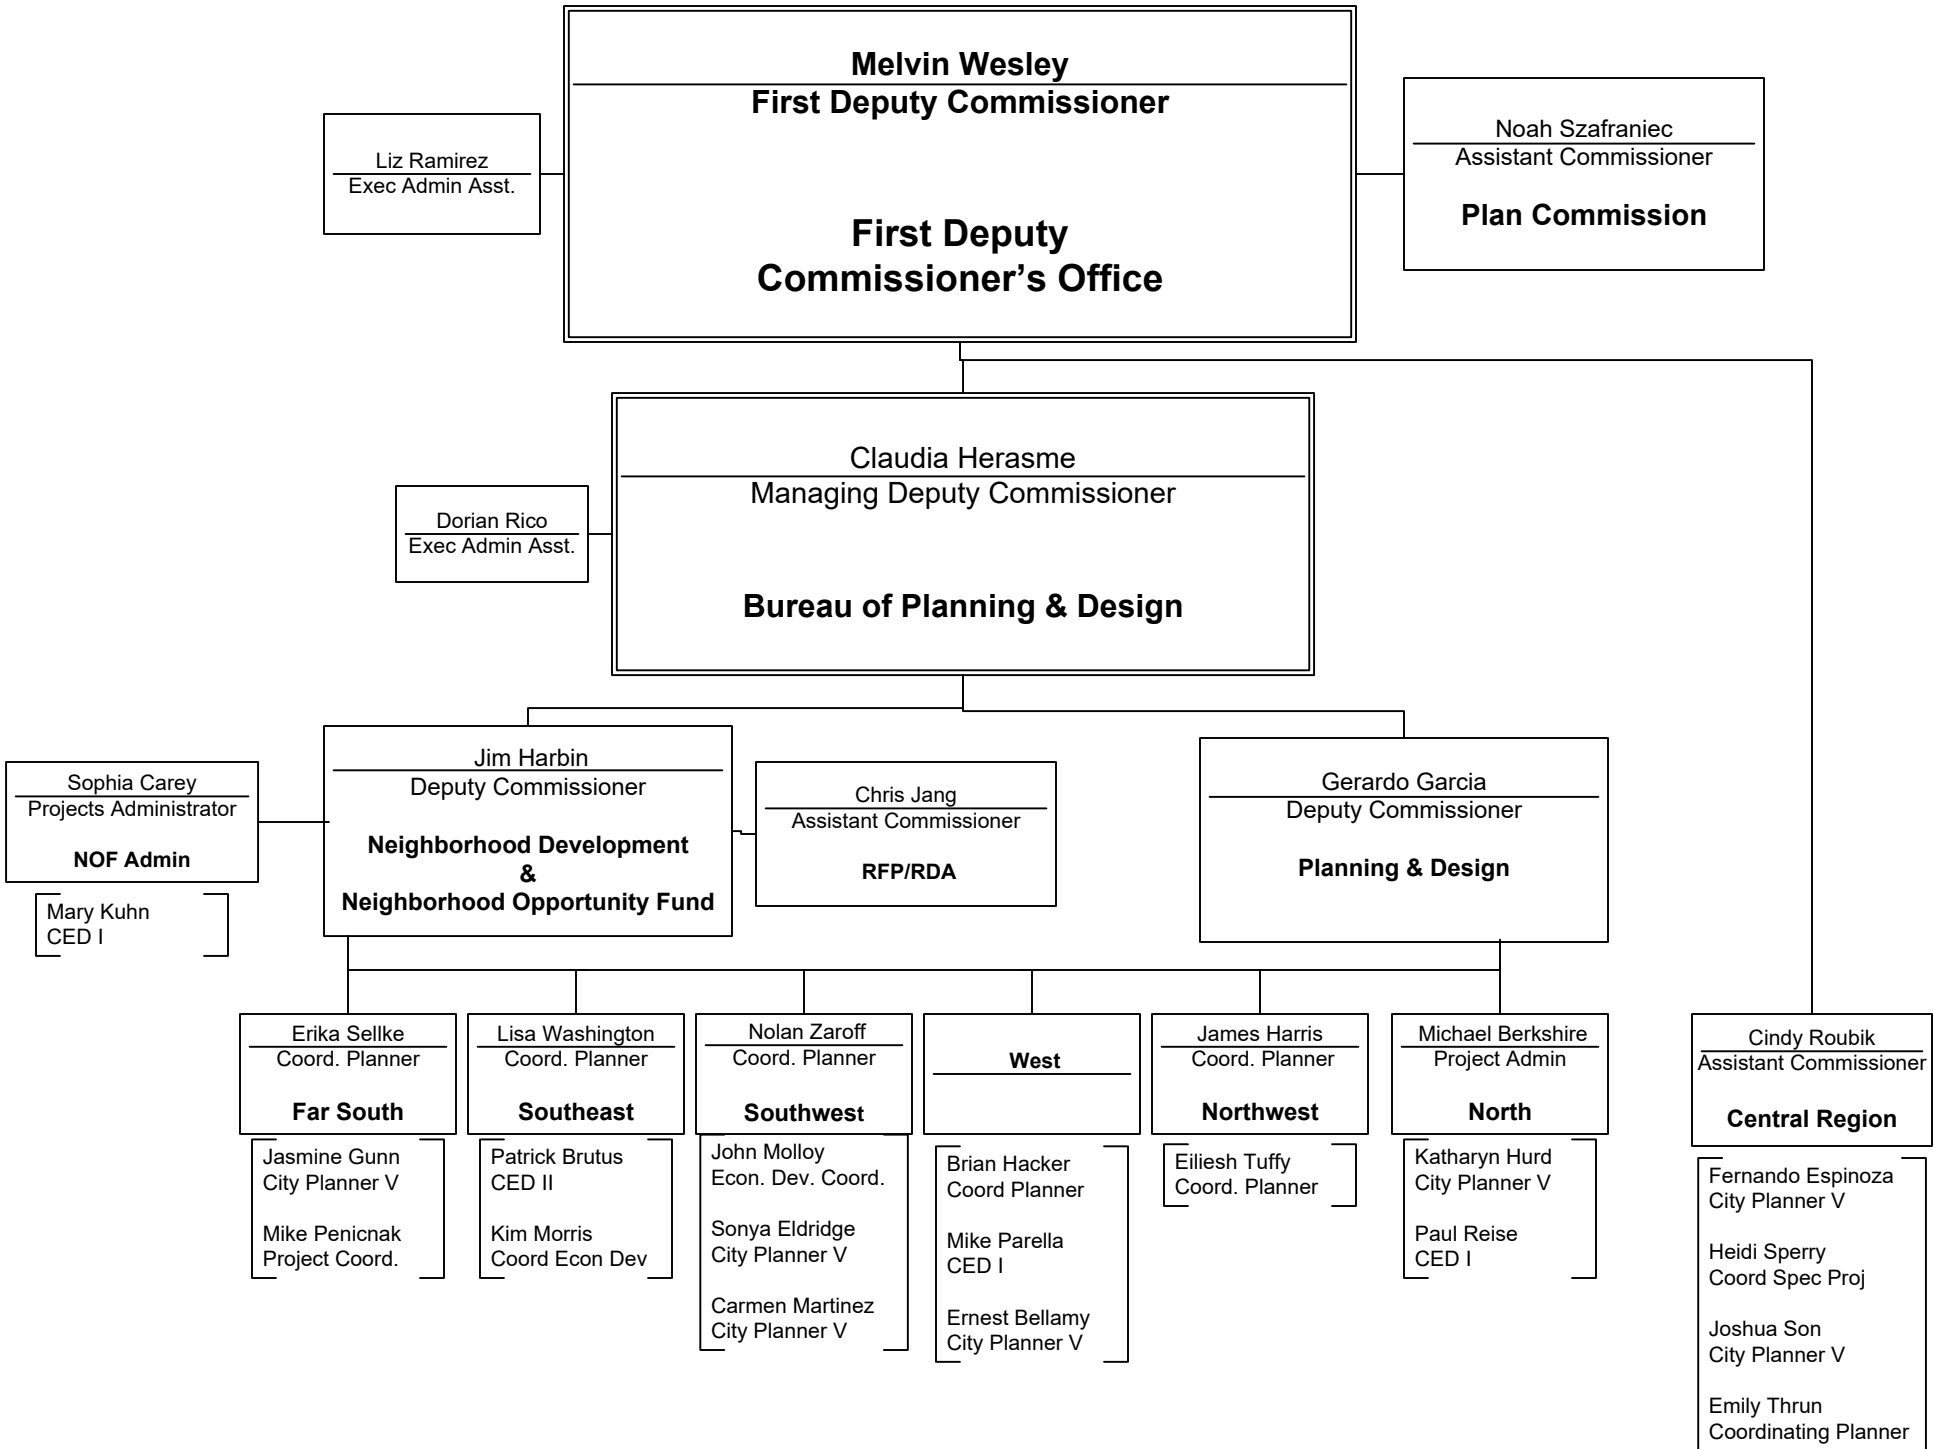 Melvin Wesley
First Deputy Commissioner
First Deputy
Commissioner’s Office
Liz Ramirez
Exec Admin Asst.
Noah Szafraniec
Assistant Commissioner
Plan Commission
Claudia Herasme
Managing Deputy Commissioner
Bureau of Planning & Design
Dorian Rico
Exec Admin Asst.
Sophia Carey
Projects Administrator
NOF Admin
Mary Kuhn
CED I
Jim Harbin
Deputy Commissioner
Neighborhood Development
&
Neighborhood Opportunity Fund
Chris Jang
Assistant Commissioner
RFP/RDA
Gerardo Garcia
Deputy Commissioner
Planning & Design
Erika Sellke
Coord. Planner
Far South
Jasmine Gunn
City Planner V
Mike Penicnak
Project Coord.
Lisa Washington
Coord. Planner
Southeast
Patrick Brutus
CED II
Kim Morris
Coord Econ Dev
Nolan Zaroff
Coord. Planner
Southwest
John Molloy
Econ. Dev. Coord.
Sonya Eldridge
City Planner V
Carmen Martinez
City Planner V
West
Brian Hacker
Coord Planner
Mike Parella
CED I
Ernest Bellamy
City Planner V
James Harris
Coord. Planner
Northwest
Eiliesh Tuffy
Coord. Planner
Michael Berkshire
Project Admin
North
Katharyn Hurd
City Planner V
Paul Reise
CED I
Cindy Roubik
Assistant Commissioner
Central Region
Fernando Espinoza
City Planner V
Heidi Sperry
Coord Spec Proj
Joshua Son
City Planner V
Emily Thrun
Coordinating Planner